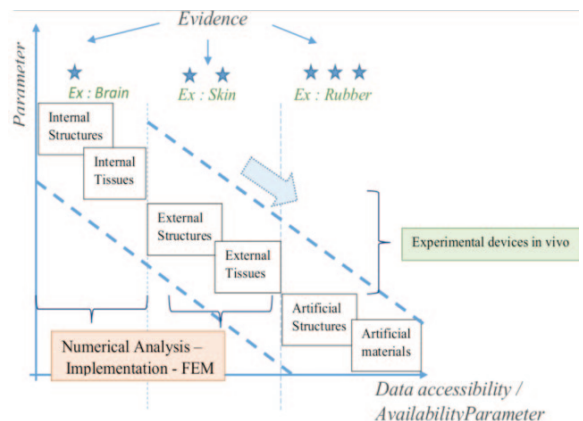 Evidence
Ex : Brain
Ex : Skin
Ex : Rubber
Parameter
Internal
Structures
Internal
Tissues
External
Structures
External
Tissues
Experimental devices in vivo
Artificial
Structures
Artificial
materials
Numerical Analysis –
Implementation - FEM
Data accessibility /
AvailabilityParameter